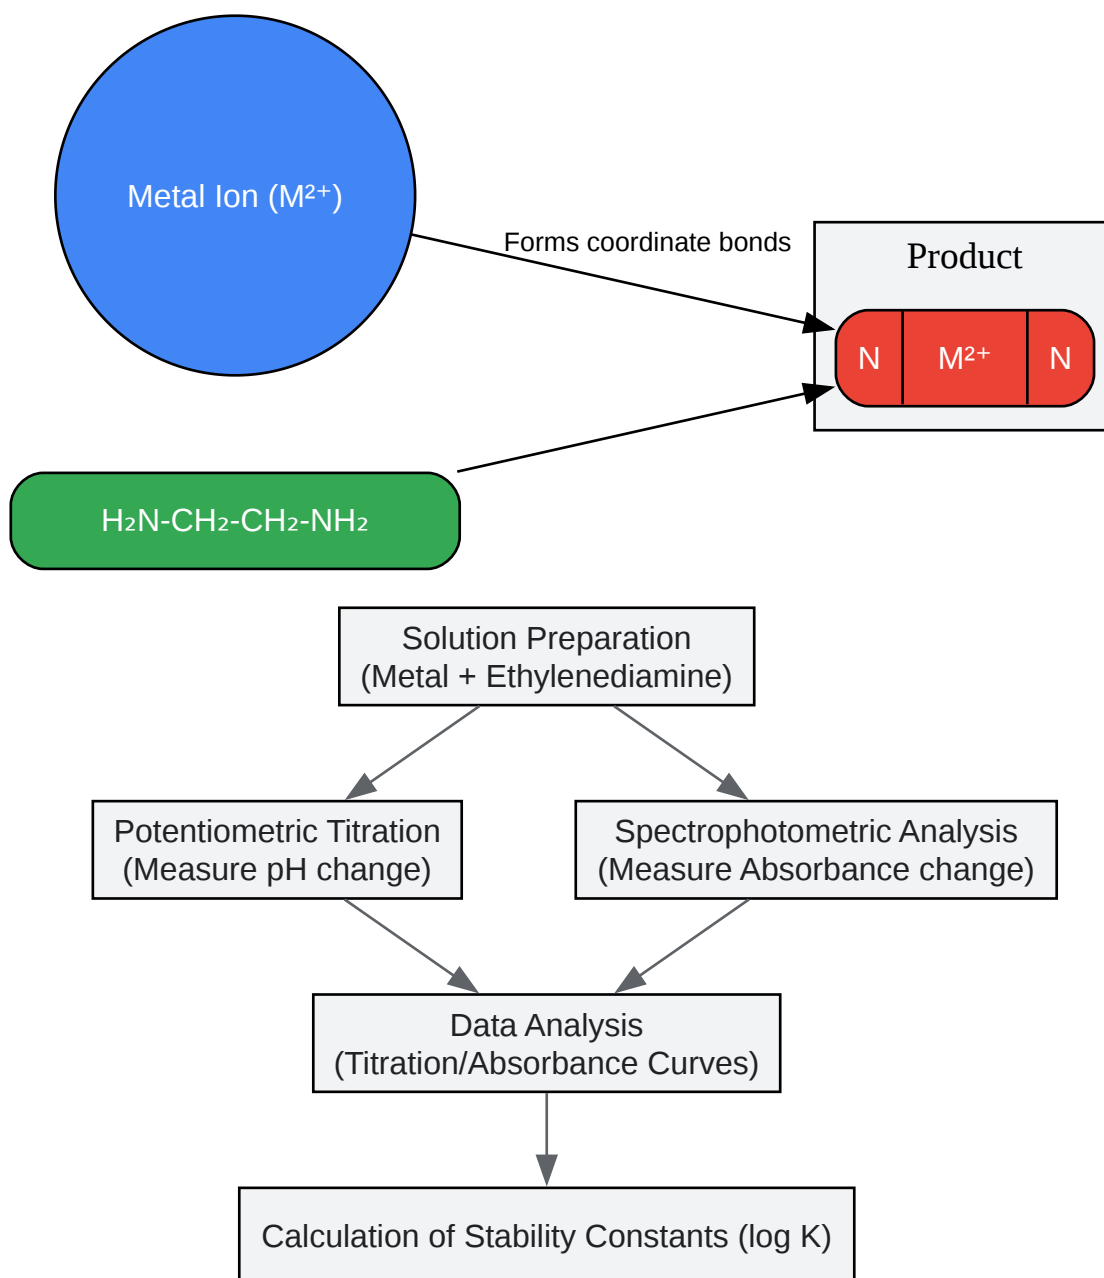 Metal Ion (M²⁺)
Forms coordinate bonds
Product
N
M²⁺
N
H₂N-CH₂-CH₂-NH₂
Solution Preparation
(Metal + Ethylenediamine)
Potentiometric Titration
(Measure pH change)
Spectrophotometric Analysis
(Measure Absorbance change)
Data Analysis
(Titration/Absorbance Curves)
Calculation of Stability Constants (log K)